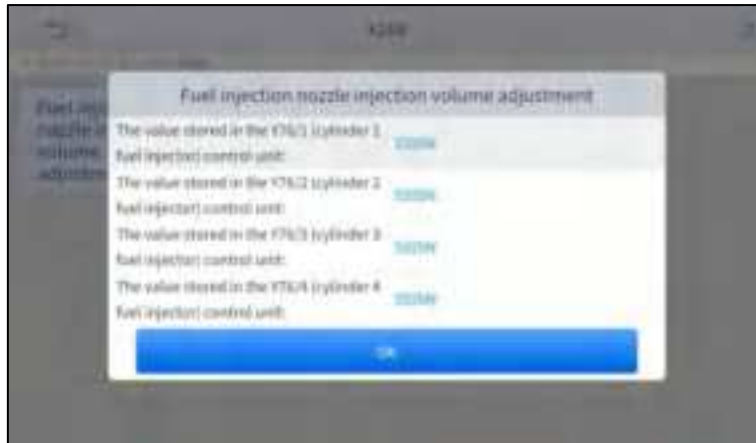 Fuel injection nozzle injection volume adjustment
The value stored in the Y76/1 (cylinder 1
fuel injector) control unit:
The value stored in the Y76/2 (cylinder 2
fuel injector) control unit:
The value stored in the Y76/3 (cylinder 3
fuel injector) control unit:
The value stored in the Y76/4 (cylinder 4
fuel injector) control unit:
OK